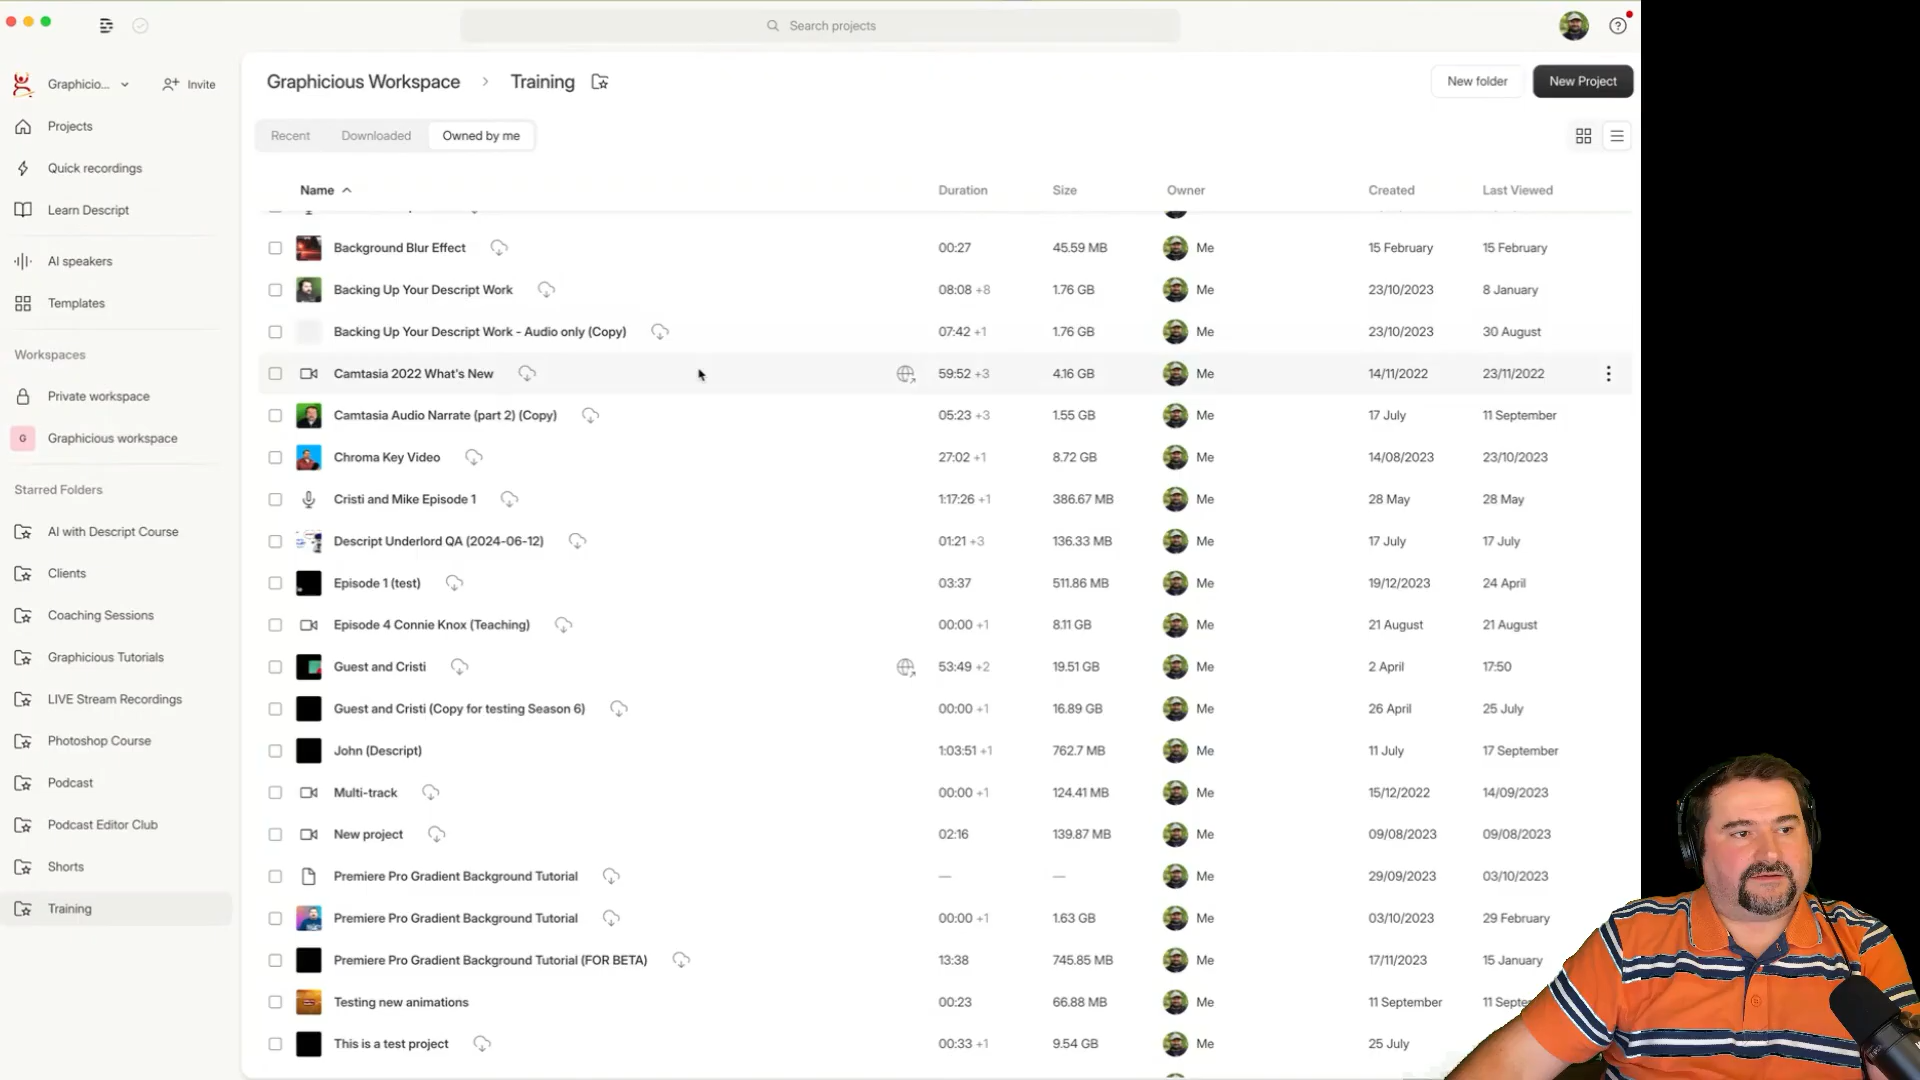 Search projects
Graphicio...
Invite
Graphicious Workspace > Training
New folder
New Project
Projects
Quick recordings
Learn Descript
AI speakers
Templates
Workspaces
Private workspace
G Graphicious workspace
Starred Folders
AI with Descript Course
Clients
Coaching Sessions
Graphicious Tutorials
LIVE Stream Recordings
Photoshop Course
Podcast
Podcast Editor Club
Shorts
Training
Recent Downloaded Owned by me
Name Duration Size Owner Created Last Viewed
Background Blur Effect 00:27 45.59 MB Me 15 February 15 February
Backing Up Your Descript Work 08:08 +8 1.76 GB Me 23/10/2023 8 January
Backing Up Your Descript Work - Audio only (Copy) 07:42 +1 1.76 GB Me 23/10/2023 30 August
Camtasia 2022 What's New 59:52 +3 4.16 GB Me 14/11/2022 23/11/2022
Camtasia Audio Narrate (part 2) (Copy) 05:23 +3 1.55 GB Me 17 July 11 September
Chroma Key Video 27:02 +1 8.72 GB Me 14/08/2023 23/10/2023
Cristi and Mike Episode 1 1:17:26 +1 386.67 MB Me 28 May 28 May
Descript Underlord QA (2024-06-12) 01:21 +3 136.33 MB Me 17 July 17 July
Episode 1 (test) 03:37 511.86 MB Me 19/12/2023 24 April
Episode 4 Connie Knox (Teaching) 00:00 +1 8.11 GB Me 21 August 21 August
Guest and Cristi 53:49 +2 19.51 GB Me 2 April 17:50
Guest and Cristi (Copy for testing Season 6) 00:00 +1 16.89 GB Me 26 April 25 July
John (Descript) 1:03:51 +1 762.7 MB Me 11 July 17 September
Multi-track 00:00 +1 124.41 MB Me 15/12/2022 14/09/2023
New project 02:16 139.87 MB Me 09/08/2023 09/08/2023
Premiere Pro Gradient Background Tutorial — — Me 29/09/2023 03/10/2023
Premiere Pro Gradient Background Tutorial 00:00 +1 1.63 GB Me 03/10/2023 29 February
Premiere Pro Gradient Background Tutorial (FOR BETA) 13:38 745.85 MB Me 17/11/2023 15 January
Testing new animations 00:23 66.88 MB Me 11 September 11 Septe
This is a test project 00:33 +1 9.54 GB Me 25 July